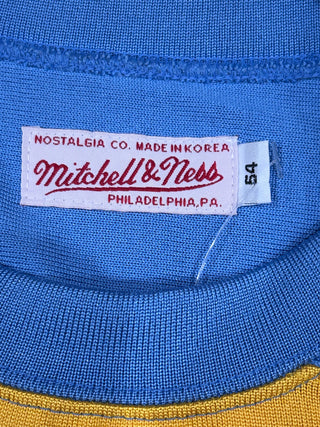 NOSTALGIA CO. MADE IN KOREA
Mitchell & Ness
PHILADELPHIA, PA.
54